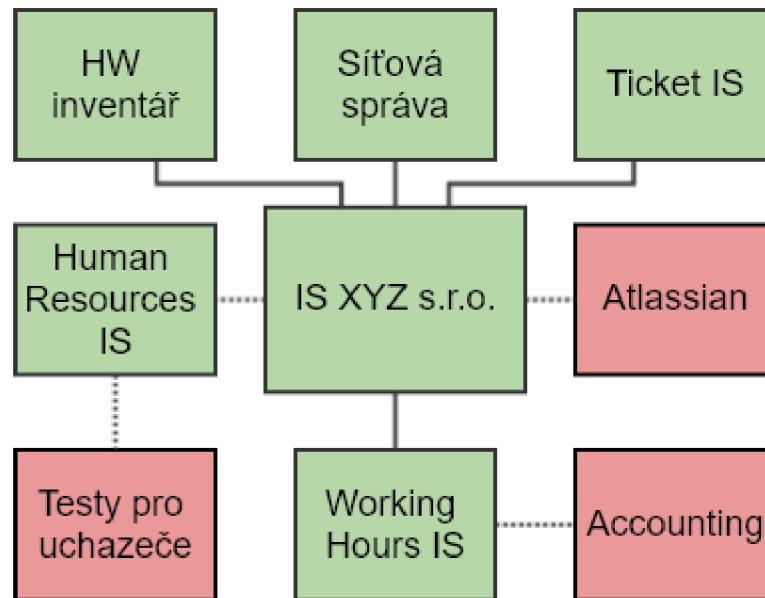 HW
inventář
Síťová
správa
Ticket IS
Human
Resources
IS
IS XYZ s.r.o.
Atlassian
Testy pro
uchazeče
Working
Hours IS
Accounting